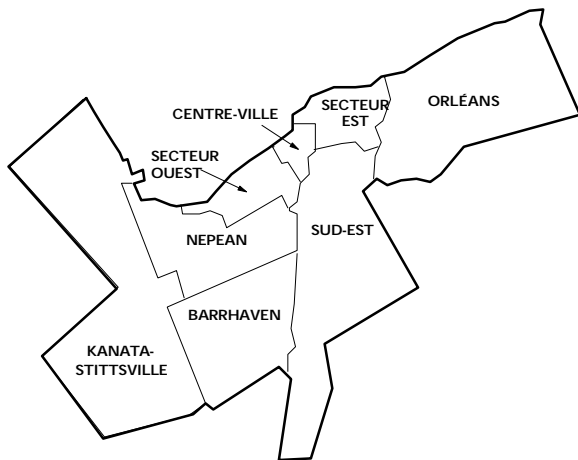 SECTEUR
EST
ORLÉANS
CENTRE-VILLE
SECTEUR
OUEST
NEPEAN
SUD-EST
BARRHAVEN
KANATA-
STITTSVILLE